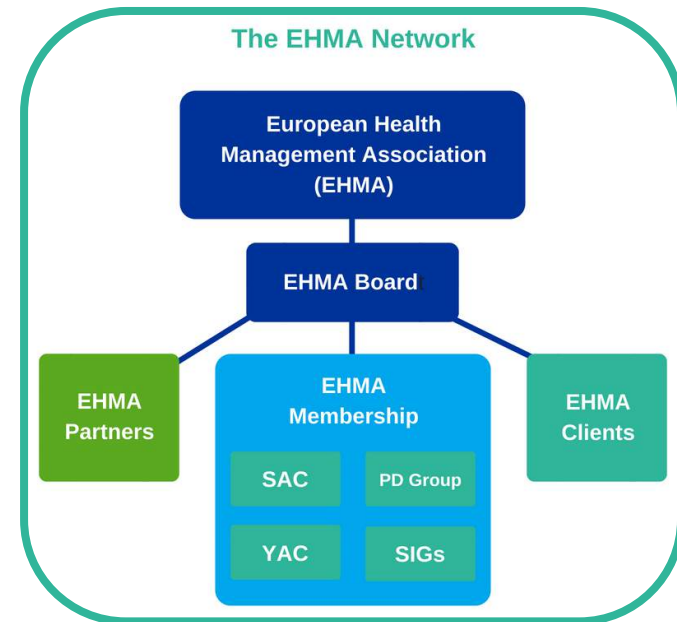 The EHMA Network
European Health
Management Association
(EHMA)
EHMA Board
EHMA
Partners
EHMA
Membership
SAC
PD Group
YAC
SIGs
EHMA
Clients